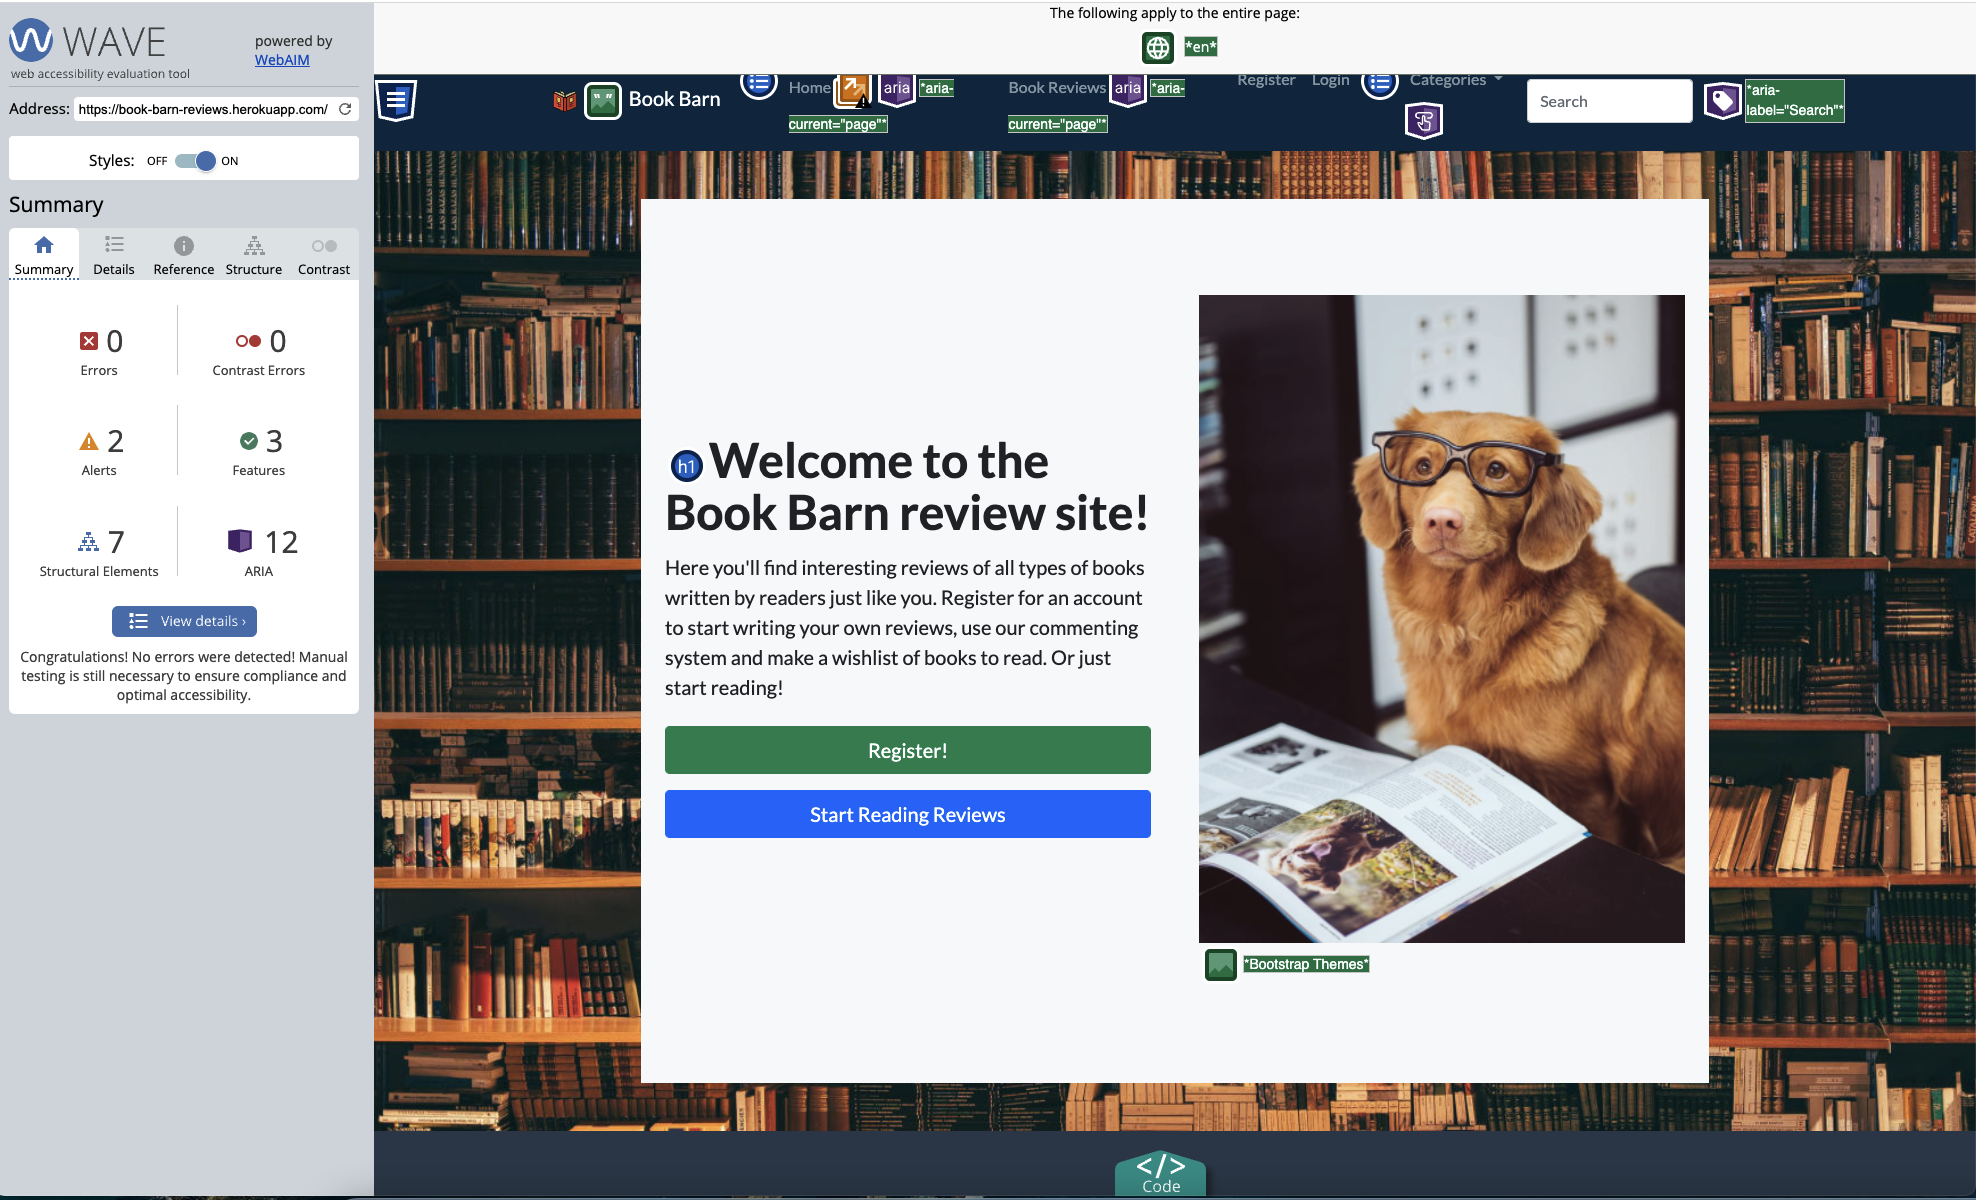 WAVE
web accessibility evaluation tool
powered by
WebAIM
Address: https://book-barn-reviews.herokuapp.com/
Styles: OFF ON
Summary
Summary Details Reference Structure Contrast
0 0
Errors Contrast Errors
2 3
Alerts Features
7 12
Structural Elements ARIA
View details ›
Congratulations! No errors were detected! Manual
testing is still necessary to ensure compliance and
optimal accessibility.
The following apply to the entire page:
*en*
Book Barn
Home aria *aria-
current="page"*
Book Reviews aria *aria-
current="page"*
Register Login Categories
Search
*aria-
label="Search"*
h1 Welcome to the
Book Barn review site!
Here you'll find interesting reviews of all types of books
written by readers just like you. Register for an account
to start writing your own reviews, use our commenting
system and make a wishlist of books to read. Or just
start reading!
Register!
Start Reading Reviews
*Bootstrap Themes*
</>
Code